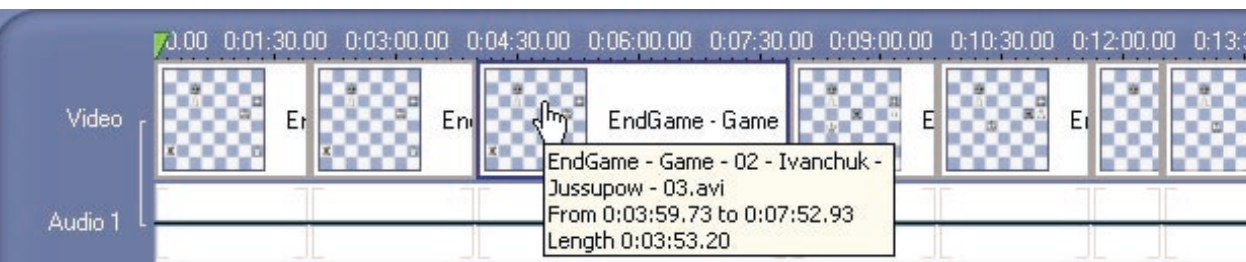 0.00 0:01:30.00 0:03:00.00 0:04:30.00 0:06:00.00 0:07:30.00 0:09:00.00 0:10:30.00 0:12:00.00 0:13:
Video
EndGame - Game
EndGame - Game - 02 - Ivanchuk -
Jussupow - 03.avi
From 0:03:59.73 to 0:07:52.93
Length 0:03:53.20
Audio 1